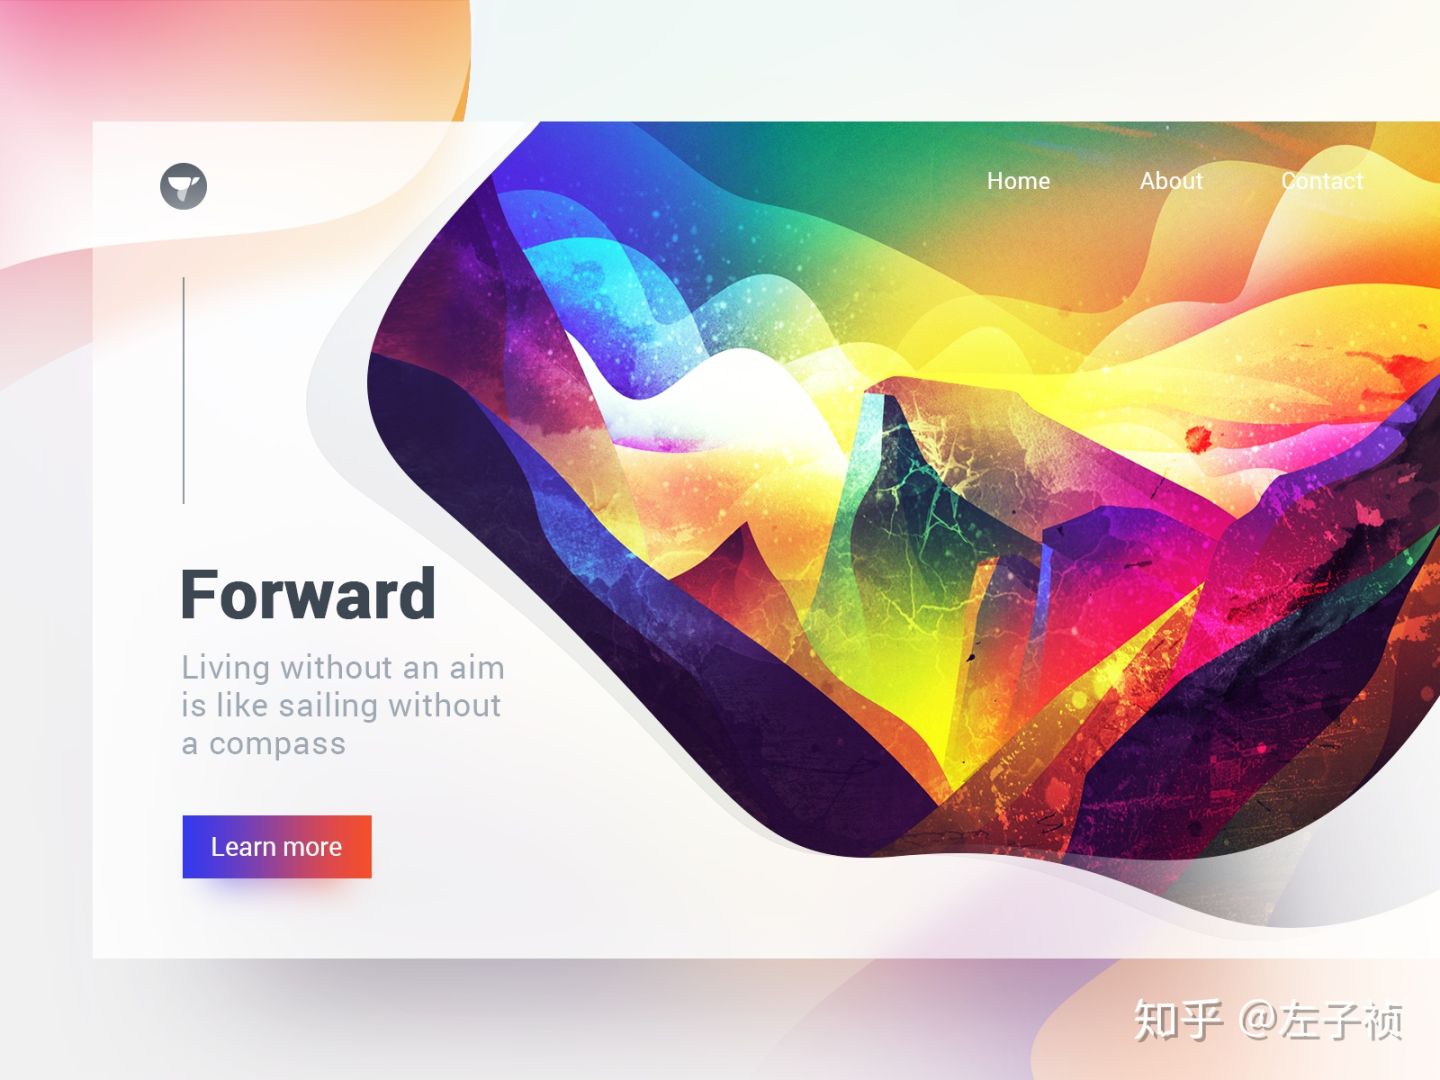 Home
About
Contact
Forward
Living without an aim
is like sailing without
a compass
Learn more
知乎 @左子祯